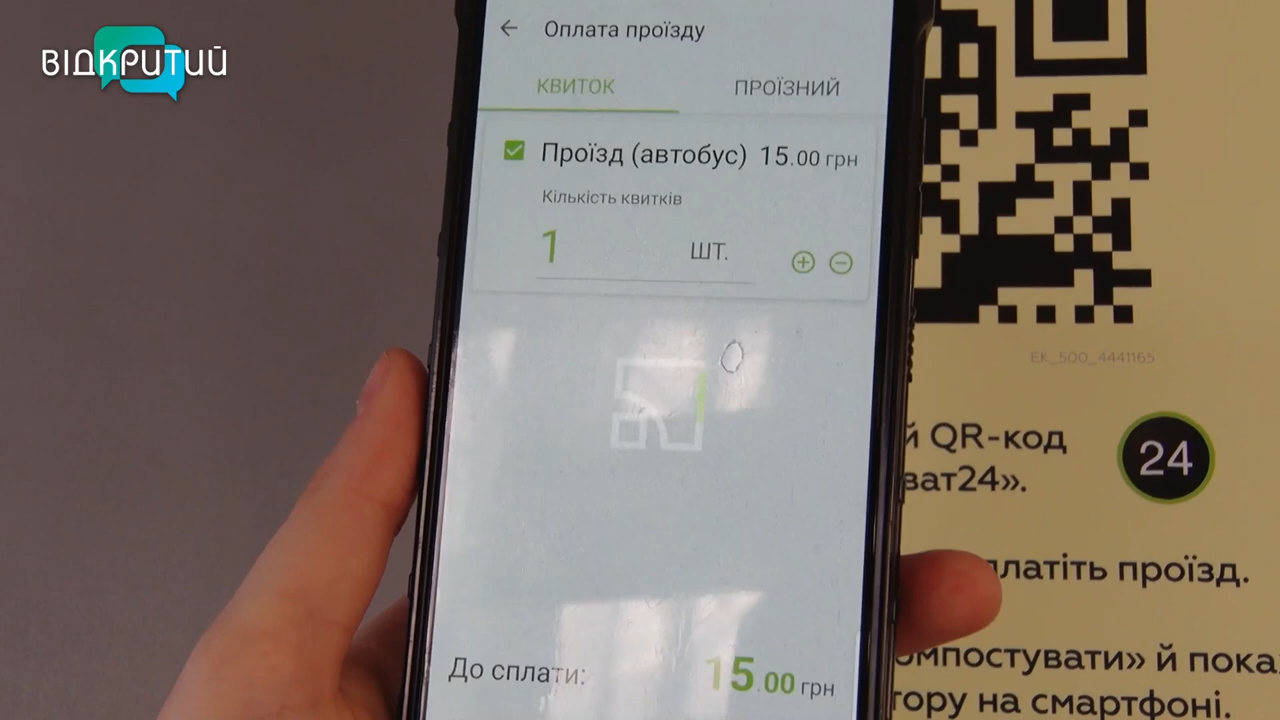 ВІДКРИТИЙ
Оплата проїзду
КВИТОК ПРОЇЗНИЙ
Проїзд (автобус) 15.00 грн
Кількість квитків
1 ШТ.
До сплати: 15.00 грн
EK_500_4441165
й QR-код
ват24».
24
латіть проїзд.
омпостувати» й пока
тору на смартфоні.